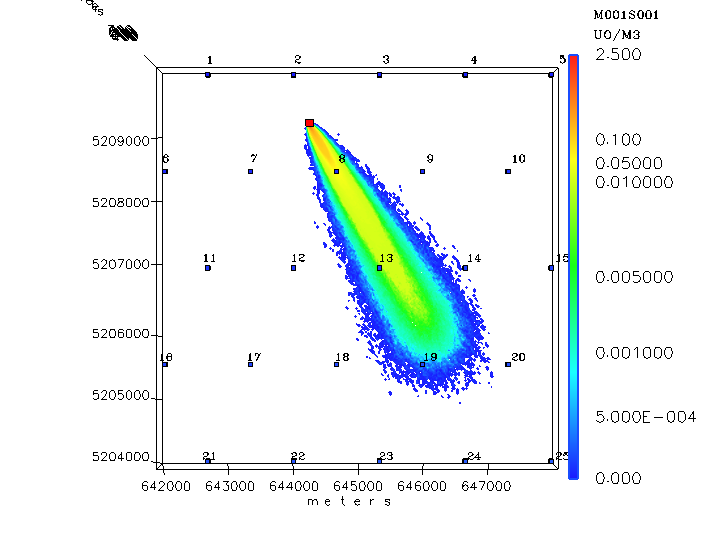 M001S001
UO/M3
2.500
1 2 3 4 5
5209000 0.100
6 7 8 9 10 0.05000
0.010000
5208000
11 12 13 14 15
5207000 0.005000
5206000 0.001000
16 17 18 19 20
5205000 5.000E-004
5204000 21 22 23 24 25
0.000
642000 643000 644000 645000 646000 647000
meters